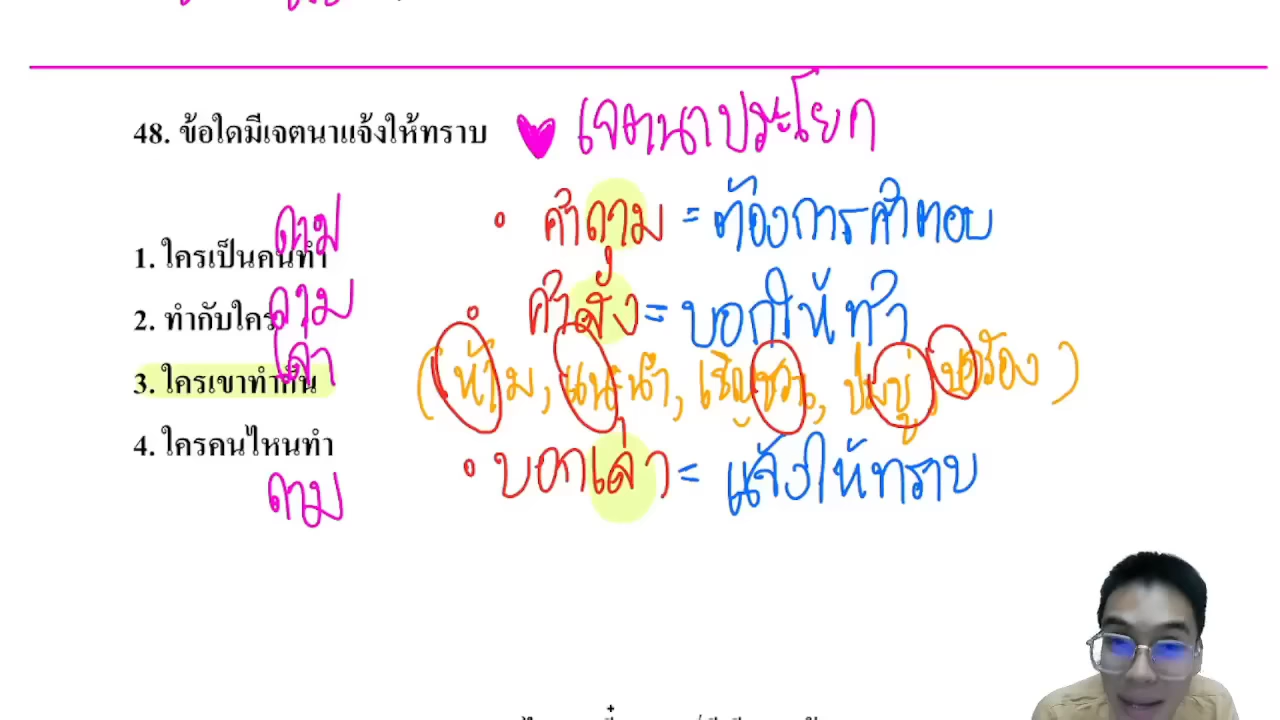 48. ข้อใดมีเจตนาแจ้งให้ทราบ
เจตนาประโยค
ถาม
• คำถาม = ต้องการคำตอบ
1. ใครเป็นคนทำ
ถาม
คำสั่ง = บอกให้ทำ
2. ทำกับใคร
เล่า
(ห้าม, แนะนำ, เชิญชวน, ข่มขู่, ขอร้อง)
3. ใครเขาทำกัน
4. ใครคนไหนทำ
• บอกเล่า = แจ้งให้ทราบ
ถาม